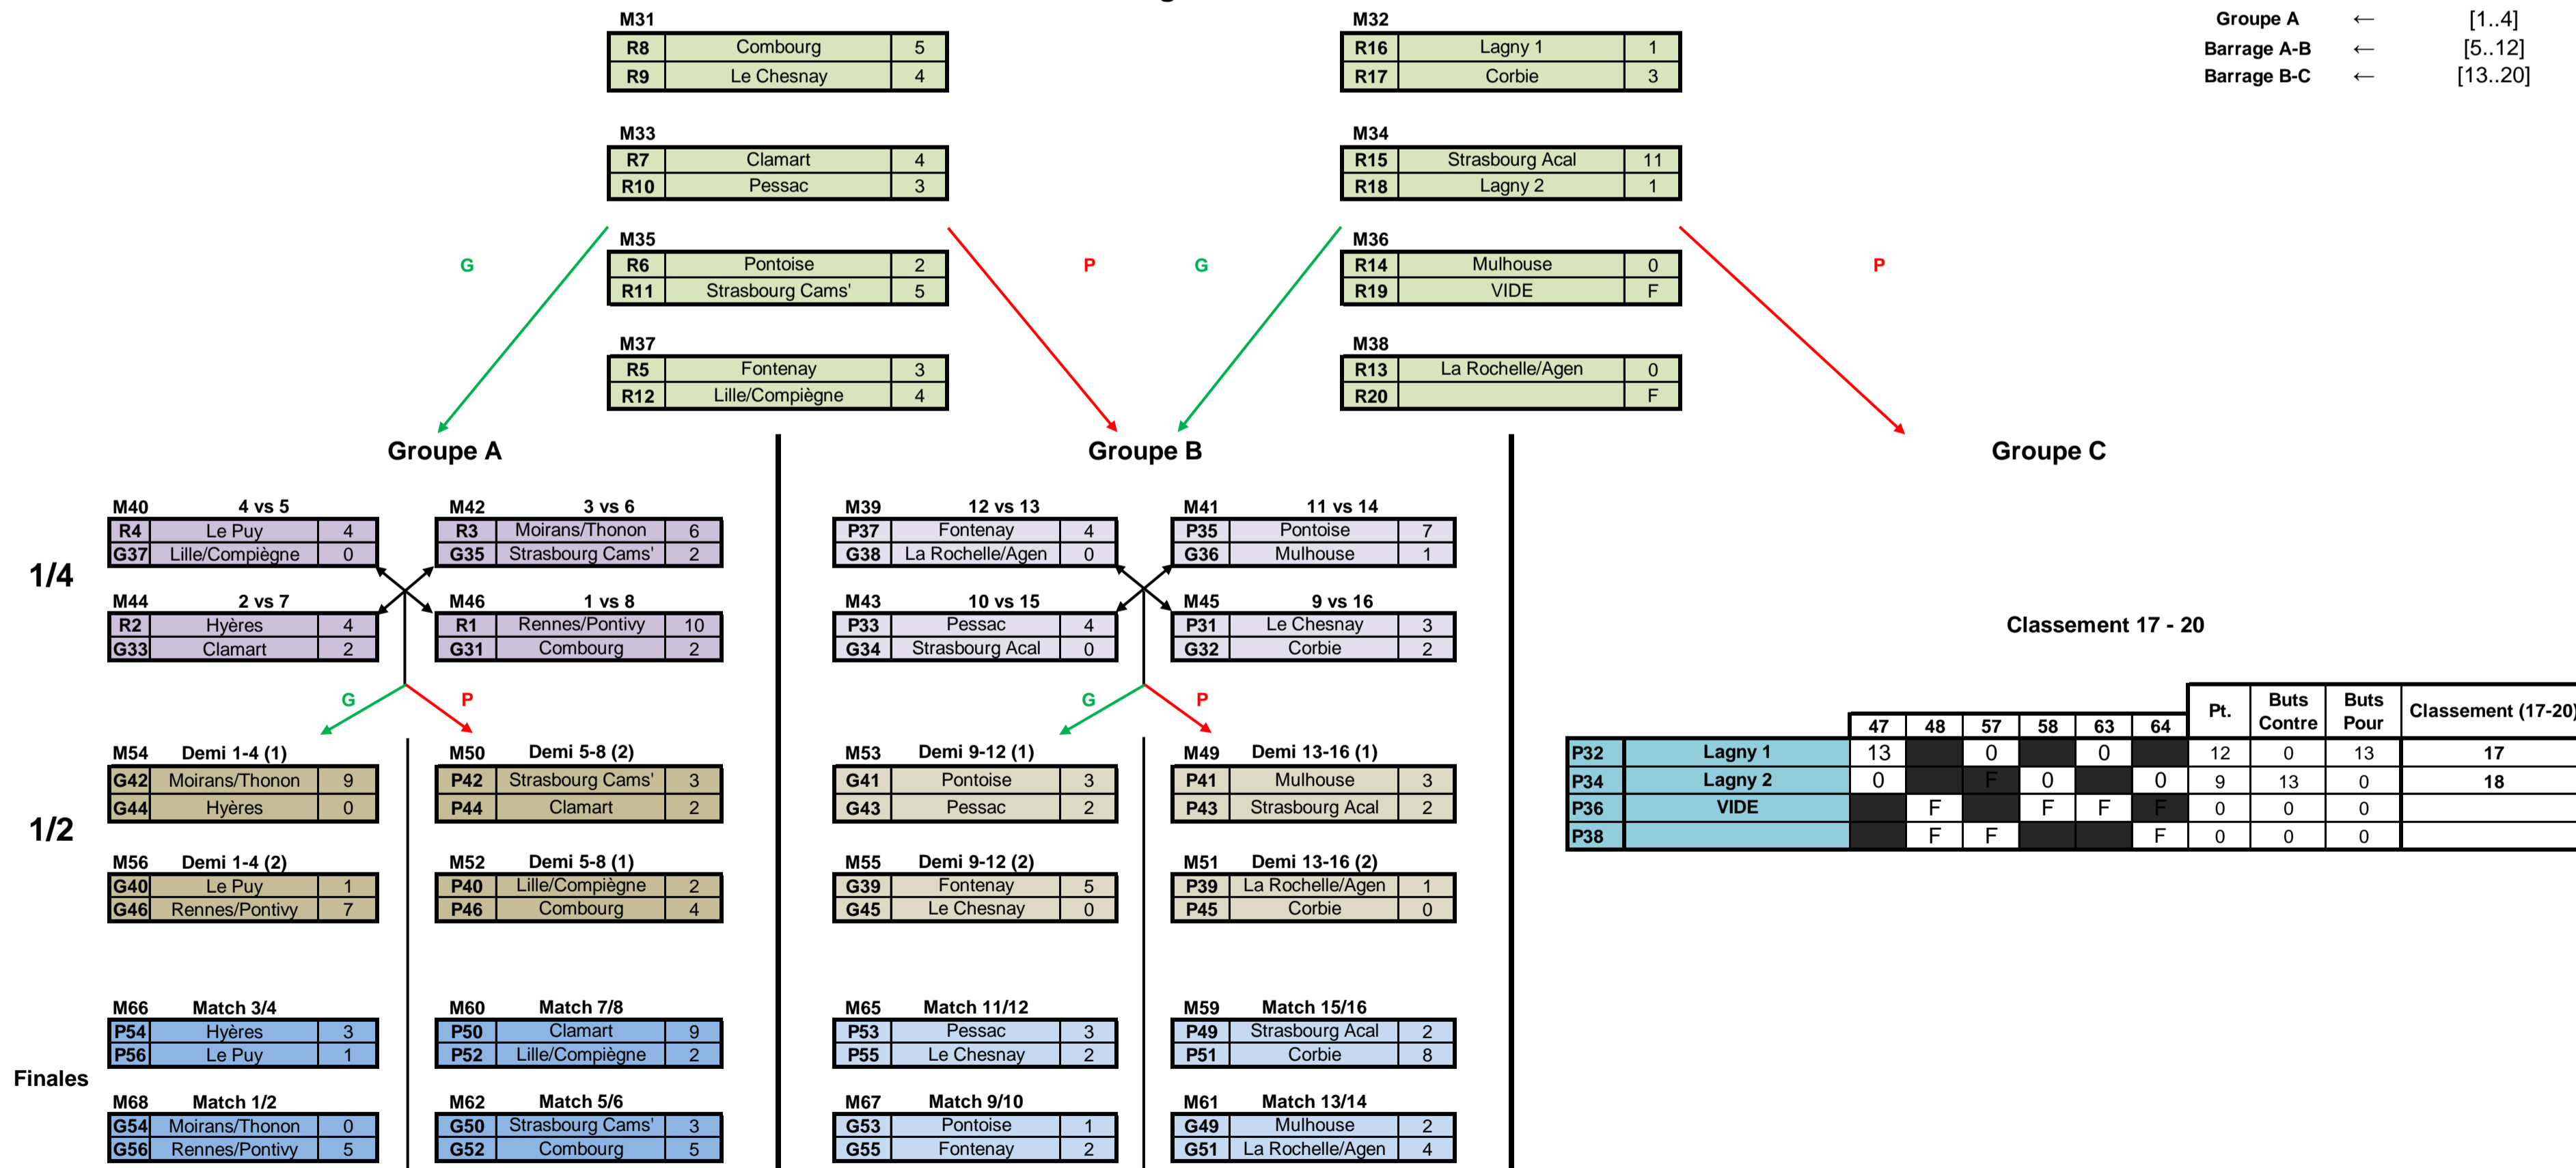 M31 M32 Groupe A ← [1..4]
R8 Combourg 5 R16 Lagny 1 1 Barrage A-B ← [5..12]
R9 Le Chesnay 4 R17 Corbie 3 Barrage B-C ← [13..20]
M33 M34
R7 Clamart 4 R15 Strasbourg Acal 11
R10 Pessac 3 R18 Lagny 2 1
M35 M36
G R6 Pontoise 2 P G R14 Mulhouse 0 P
R11 Strasbourg Cams' 5 R19 VIDE F
M37 M38
R5 Fontenay 3 R13 La Rochelle/Agen 0
R12 Lille/Compiègne 4 R20 F
Groupe A Groupe B Groupe C
M40 4 vs 5 M42 3 vs 6 M39 12 vs 13 M41 11 vs 14
R4 Le Puy 4 R3 Moirans/Thonon 6 P37 Fontenay 4 P35 Pontoise 7
G37 Lille/Compiègne 0 G35 Strasbourg Cams' 2 G38 La Rochelle/Agen 0 G36 Mulhouse 1
1/4
M44 2 vs 7 M46 1 vs 8 M43 10 vs 15 M45 9 vs 16
R2 Hyères 4 R1 Rennes/Pontivy 10 P33 Pessac 4 P31 Le Chesnay 3 Classement 17 - 20
G33 Clamart 2 G31 Combourg 2 G34 Strasbourg Acal 0 G32 Corbie 2
G P G P
47 48 57 58 63 64 Pt. Buts Contre Buts Pour Classement (17-20)
M54 Demi 1-4 (1) M50 Demi 5-8 (2) M53 Demi 9-12 (1) M49 Demi 13-16 (1) P32 Lagny 1 13 0 0 12 0 13 17
G42 Moirans/Thonon 9 P42 Strasbourg Cams' 3 G41 Pontoise 3 P41 Mulhouse 3 P34 Lagny 2 0 F 0 0 9 13 0 18
G44 Hyères 0 P44 Clamart 2 G43 Pessac 2 P43 Strasbourg Acal 2 P36 VIDE F F F F 0 0 0
1/2 P38 F F F 0 0 0
M56 Demi 1-4 (2) M52 Demi 5-8 (1) M55 Demi 9-12 (2) M51 Demi 13-16 (2)
G40 Le Puy 1 P40 Lille/Compiègne 2 G39 Fontenay 5 P39 La Rochelle/Agen 1
G46 Rennes/Pontivy 7 P46 Combourg 4 G45 Le Chesnay 0 P45 Corbie 0
M66 Match 3/4 M60 Match 7/8 M65 Match 11/12 M59 Match 15/16
P54 Hyères 3 P50 Clamart 9 P53 Pessac 3 P49 Strasbourg Acal 2
P56 Le Puy 1 P52 Lille/Compiègne 2 P55 Le Chesnay 2 P51 Corbie 8
Finales
M68 Match 1/2 M62 Match 5/6 M67 Match 9/10 M61 Match 13/14
G54 Moirans/Thonon 0 G50 Strasbourg Cams' 3 G53 Pontoise 1 G49 Mulhouse 2
G56 Rennes/Pontivy 5 G52 Combourg 5 G55 Fontenay 2 G51 La Rochelle/Agen 4